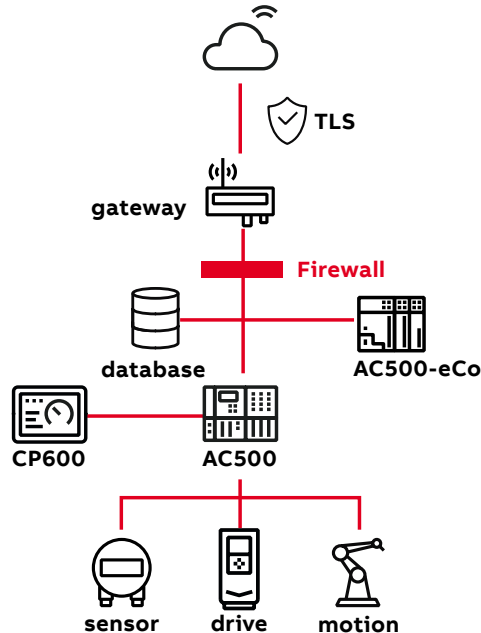 TLS
gateway
Firewall
database
AC500-eCo
CP600
AC500
sensor
drive
motion